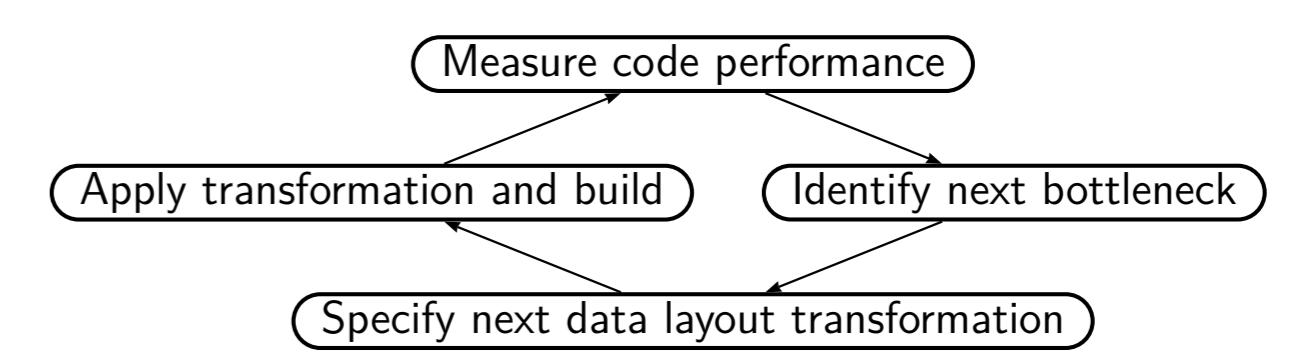 Measure code performance
Apply transformation and build
Identify next bottleneck
Specify next data layout transformation